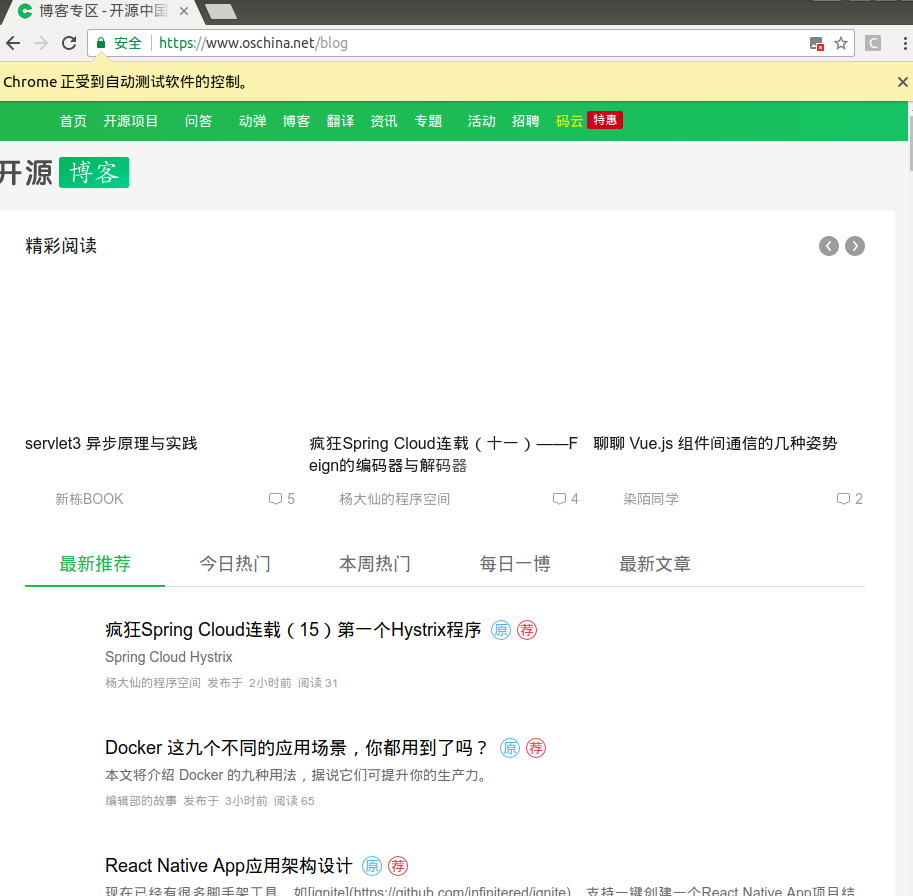 博客专区 - 开源中国
安全 https://www.oschina.net/blog
Chrome 正受到自动测试软件的控制。
首页 开源项目 问答 动弹 博客 翻译 资讯 专题 活动 招聘 码云 特惠
开源 博客
精彩阅读
servlet3 异步原理与实践
疯狂Spring Cloud连载（十一）——F
eign的编码器与解码器
聊聊 Vue.js 组件间通信的几种姿势
新栋BOOK 5 杨大仙的程序空间 4 染陌同学 2
最新推荐 今日热门 本周热门 每日一博 最新文章
疯狂Spring Cloud连载（15）第一个Hystrix程序 原 荐
Spring Cloud Hystrix
杨大仙的程序空间 发布于 2小时前 阅读 31
Docker 这九个不同的应用场景，你都用到了吗？ 原 荐
本文将介绍 Docker 的九种用法，据说它们可提升你的生产力。
编辑部的故事 发布于 3小时前 阅读 65
React Native App应用架构设计 原 荐
现在已经有很多脚手架工具，如[ignite](https://github.com/infinitered/ignite)，支持一键创建一个React Native App项目结